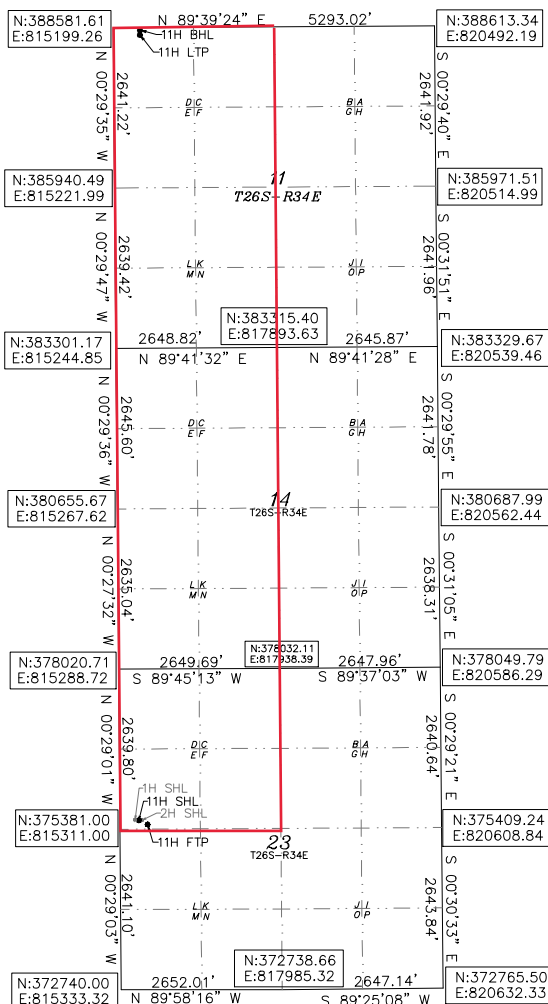 N:388581.61
E:815199.26
N 89°39'24" E
5293.02'
N:388613.34
E:820492.19
11H BHL
11H LTP
N 00°29'35" W
2641.22'
D C
E F
B A
G H
2641.92'
S 00°29'40" E
N:385940.49
E:815221.99
11
T26S-R34E
N:385971.51
E:820514.99
N 00°29'47" W
2639.42'
L K
M N
J I
O P
2641.96'
S 00°31'51" E
N:383315.40
E:817893.63
N:383301.17
E:815244.85
2648.82'
2645.87'
N 89°41'32" E
N 89°41'28" E
N:383329.67
E:820539.46
N 00°29'36" W
2645.60'
D C
E F
B A
G H
2641.78'
S 00°29'55" E
N:380655.67
E:815267.62
14
T26S-R34E
N:380687.99
E:820562.44
N 00°27'32" W
2635.04'
L K
M N
J I
O P
2638.31'
S 00°31'05" E
N:378032.11
E:817938.39
N:378020.71
E:815288.72
2649.69'
2647.96'
S 89°45'13" W
S 89°37'03" W
N:378049.79
E:820586.29
N 00°29'01" W
2639.80'
D C
E F
B A
G H
2640.64'
S 00°29'21" E
1H SHL
11H SHL
2H SHL
11H FTP
N:375381.00
E:815311.00
23
T26S-R34E
N:375409.24
E:820608.84
N 00°29'03" W
2641.10'
L K
M N
J I
O P
2643.84'
S 00°30'33" E
N:372738.66
E:817985.32
N:372740.00
E:815333.32
2652.01'
2647.14'
N 89°58'16" W
S 89°25'08" W
N:372765.50
E:820632.33